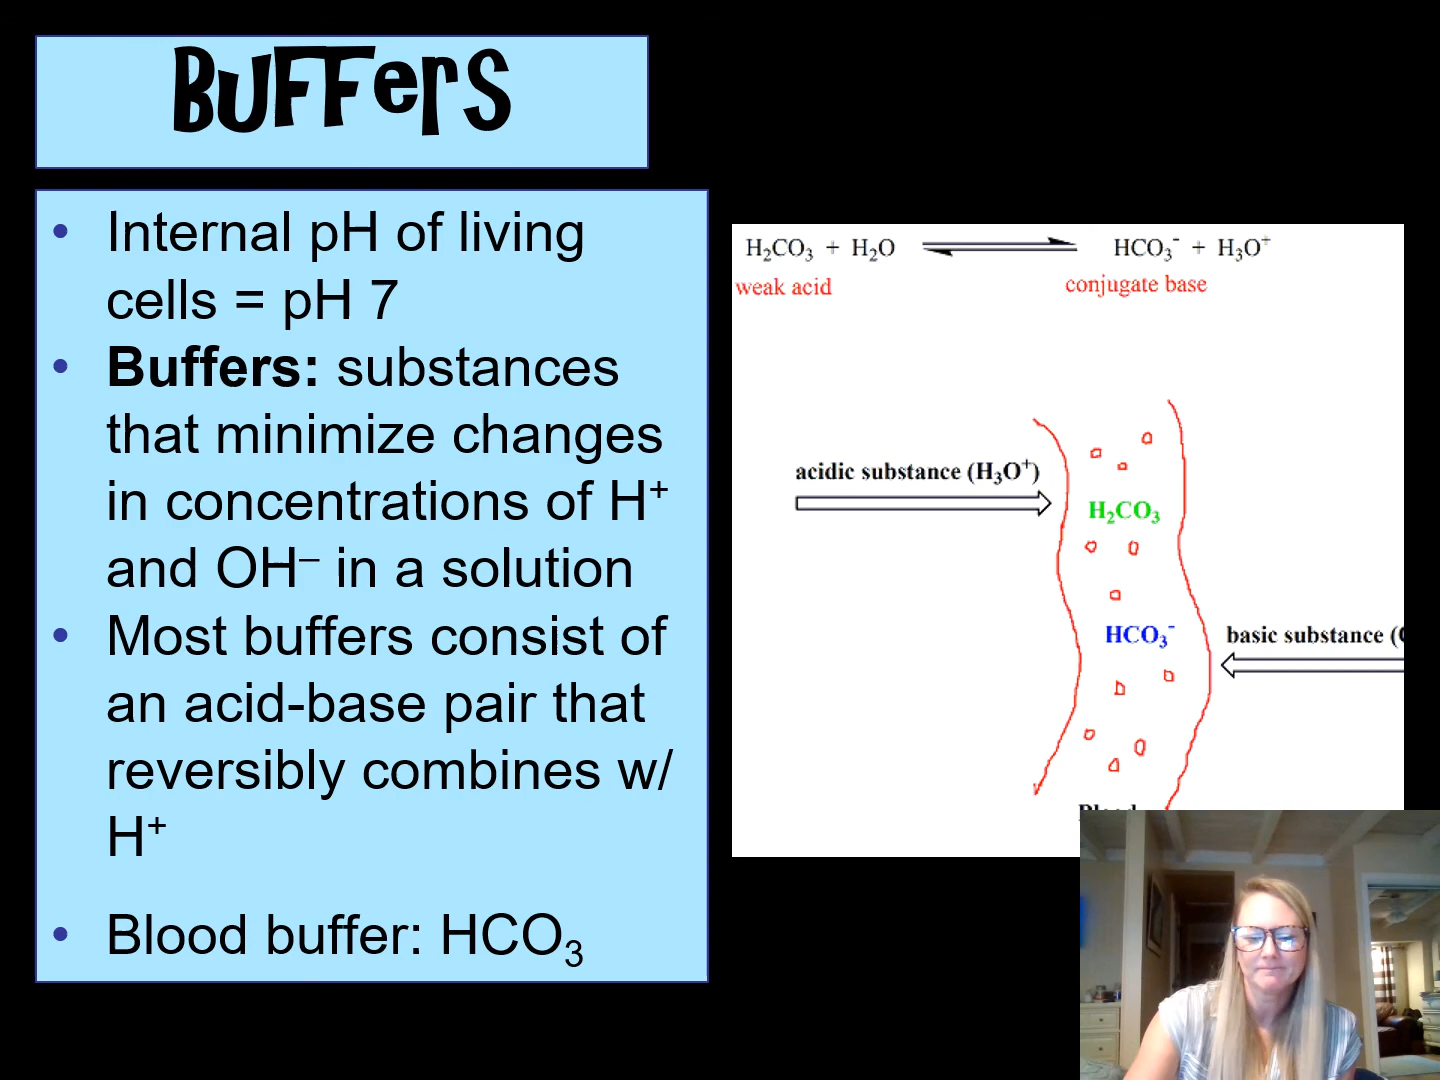 Buffers
• Internal pH of living
cells = pH 7
• Buffers: substances
that minimize changes
in concentrations of H⁺
and OH⁻ in a solution
• Most buffers consist of
an acid-base pair that
reversibly combines w/
H⁺
• Blood buffer: HCO₃
H₂CO₃ + H₂O ⇌ HCO₃⁻ + H₃O⁺
weak acid conjugate base
acidic substance (H₃O⁺)
H₂CO₃
HCO₃⁻
basic substance (